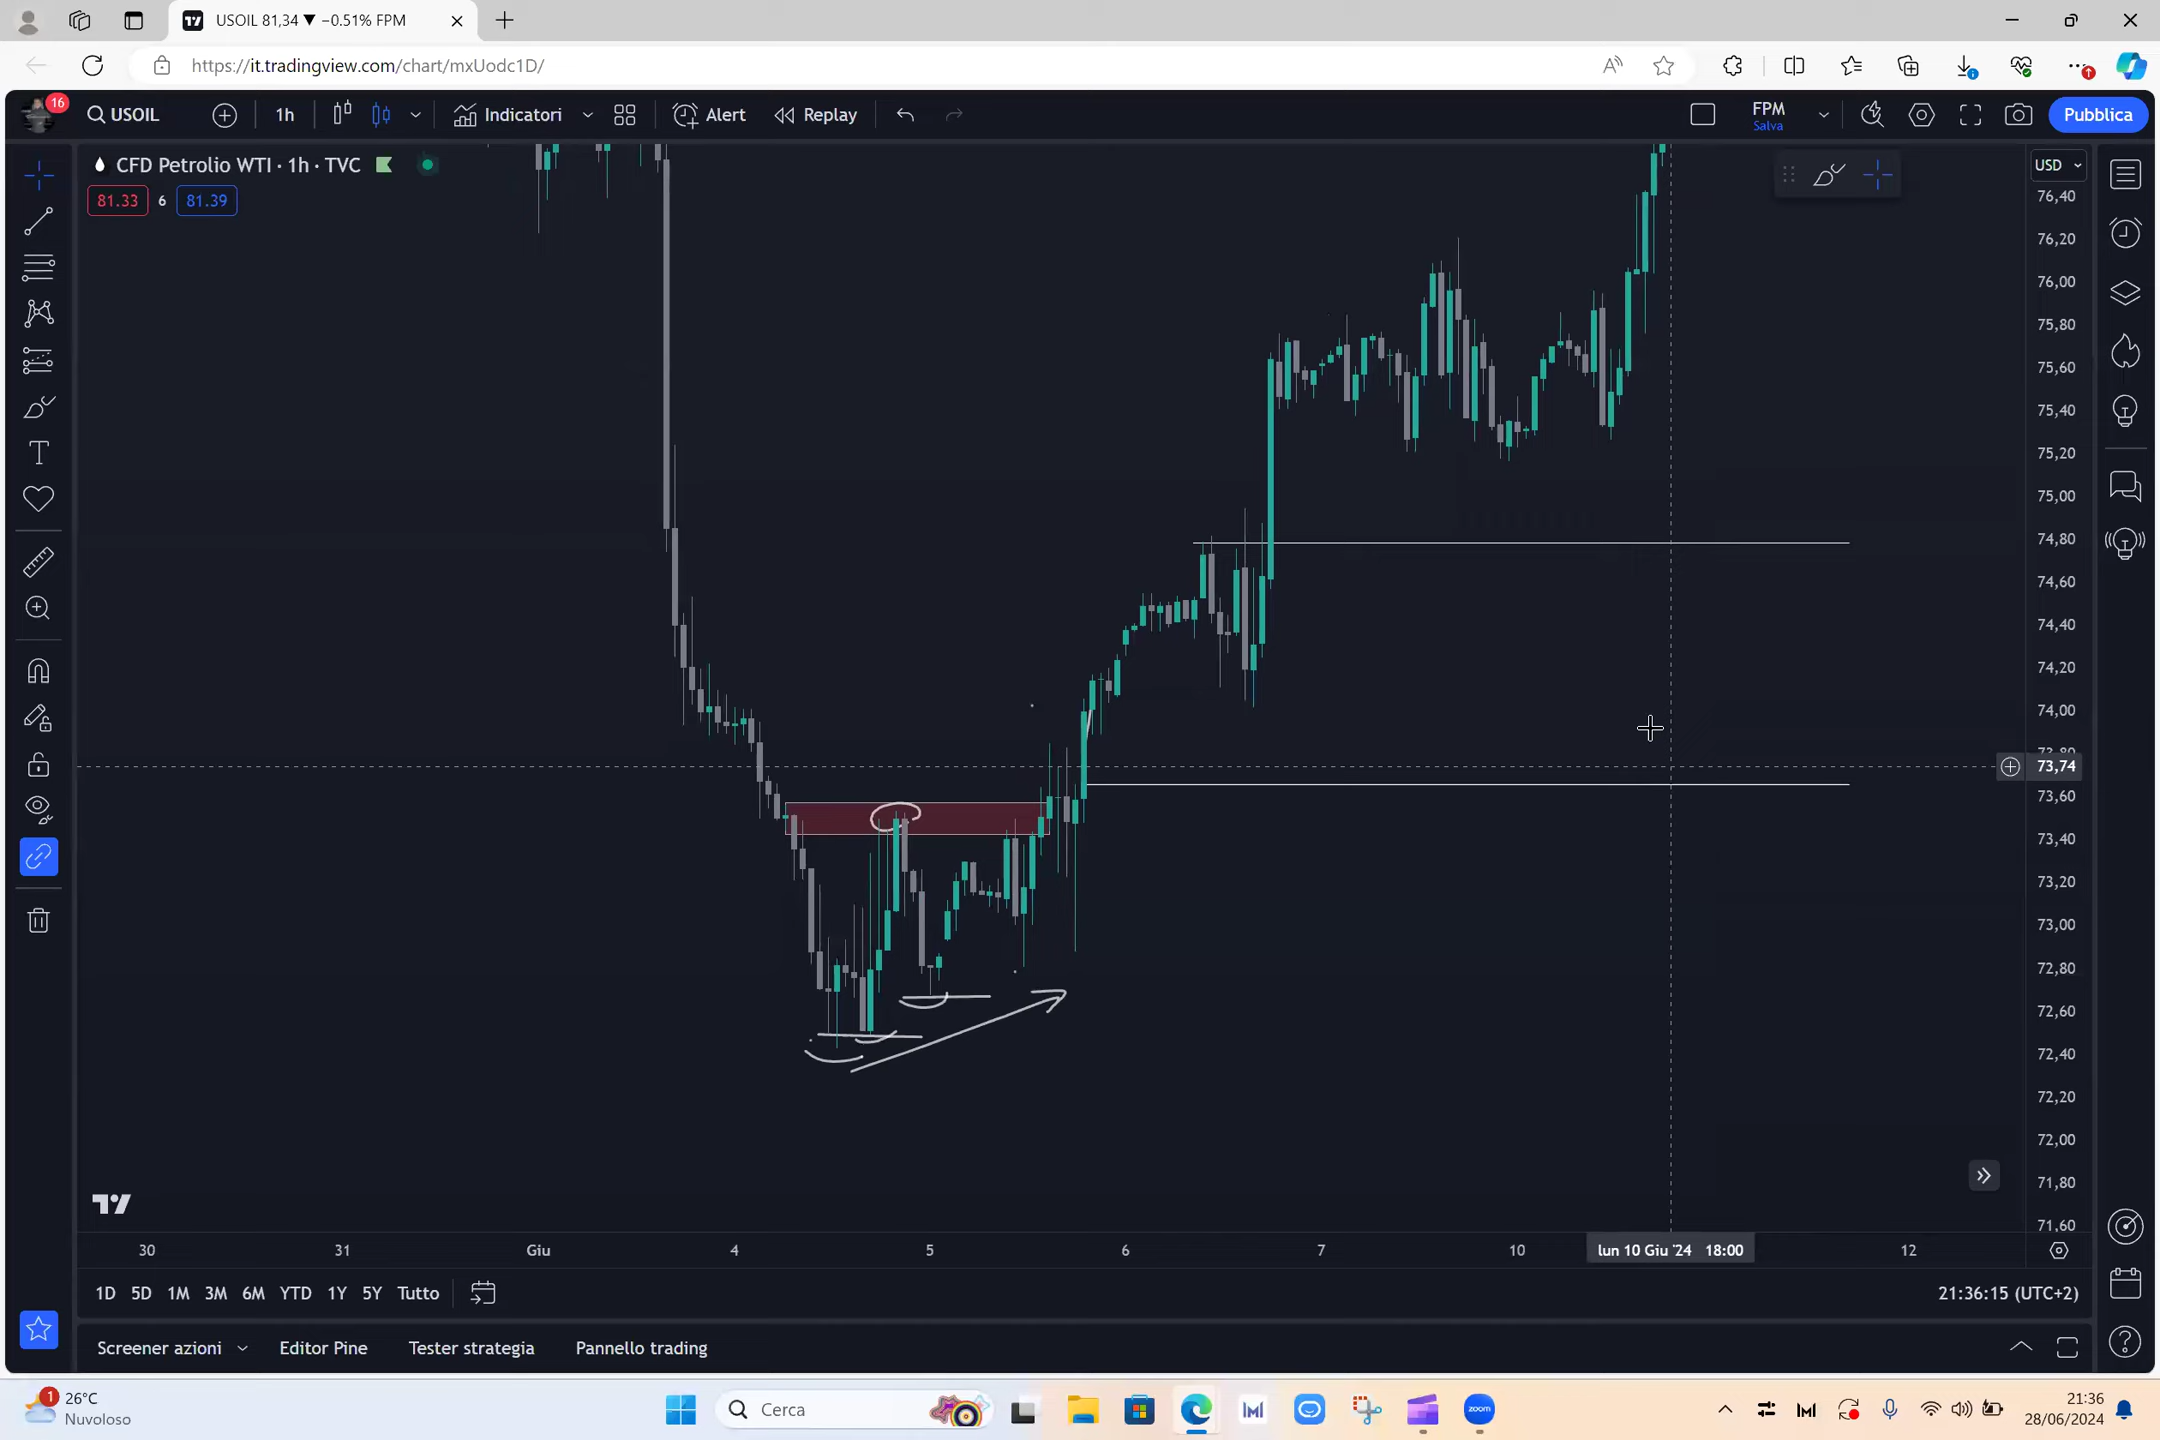 USOIL 81,34 ▼ −0.51% FPM
https://it.tradingview.com/chart/mxUodc1D/
16
USOIL
1h
Indicatori
Alert
Replay
FPM
Salva
Pubblica
CFD Petrolio WTI · 1h · TVC
81.33 6 81.39
USD
76,40
76,20
76,00
75,80
75,60
75,40
75,20
75,00
74,80
74,60
74,40
74,20
74,00
73,80
73,74
73,60
73,40
73,20
73,00
72,80
72,60
72,40
72,20
72,00
71,80
71,60
30 31 Giu 4 5 6 7 10 lun 10 Giu '24 18:00 12
1D 5D 1M 3M 6M YTD 1Y 5Y Tutto
21:36:15 (UTC+2)
Screener azioni Editor Pine Tester strategia Pannello trading
1
26°C
Nuvoloso
Cerca
zoom
21:36
28/06/2024